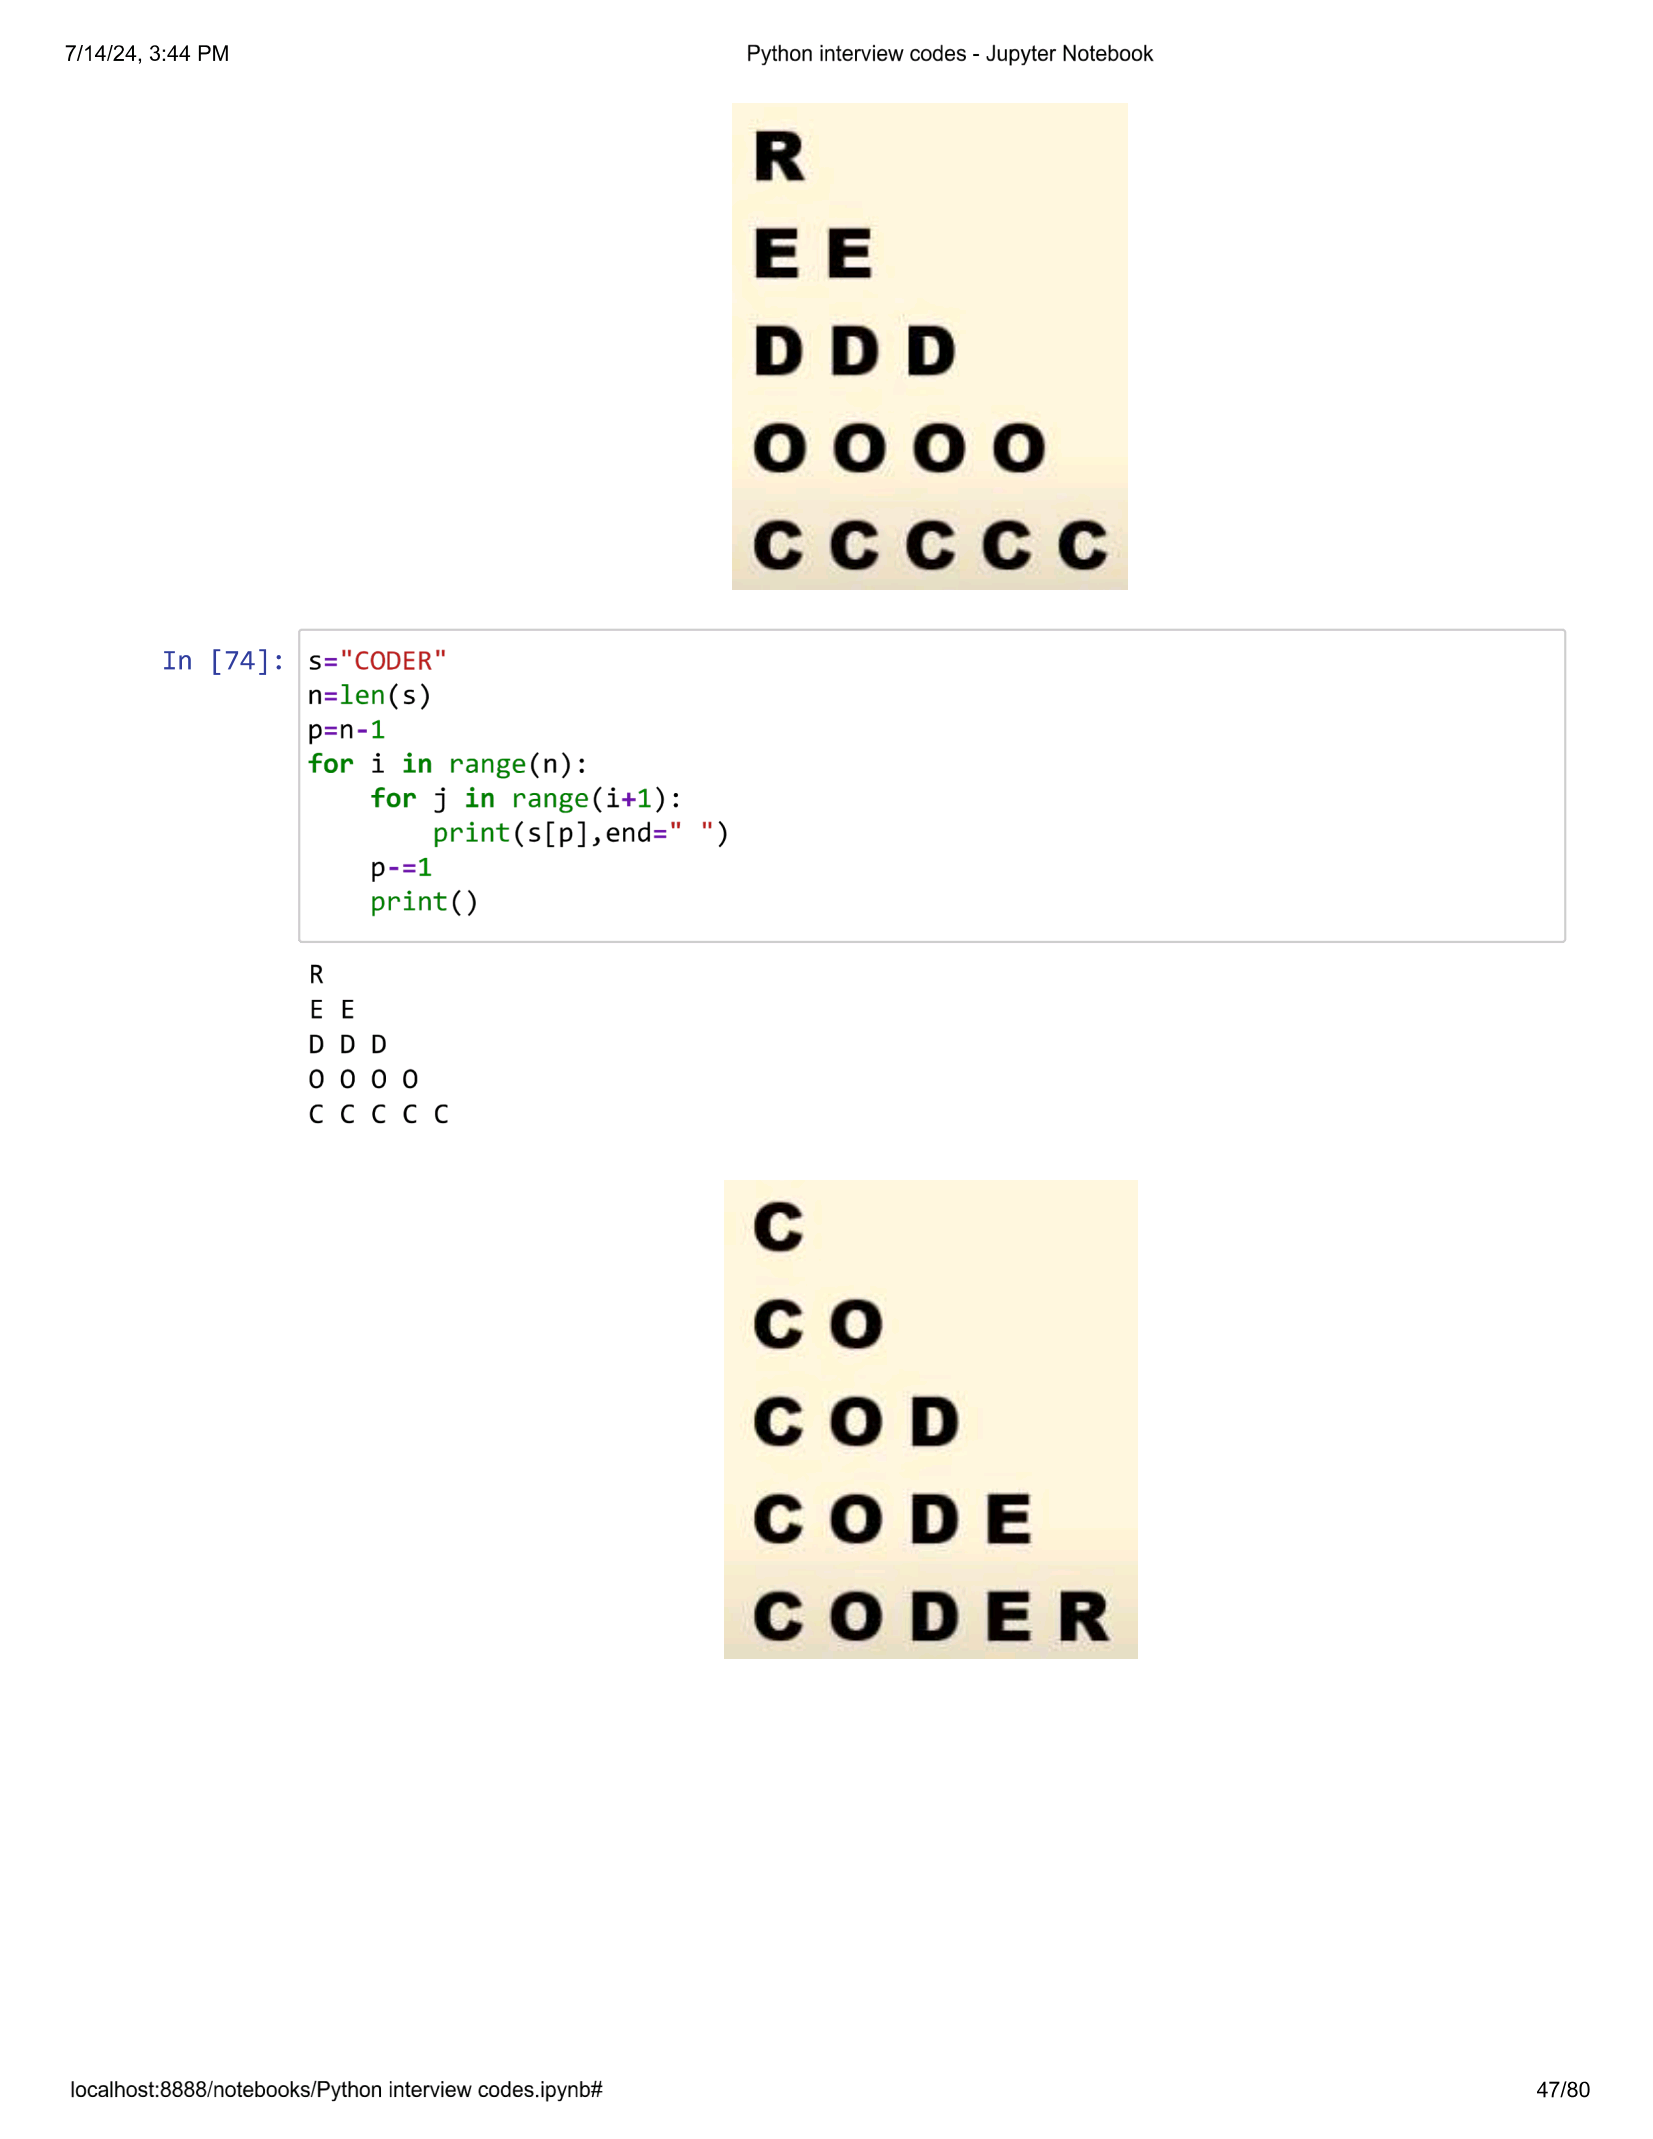 7/14/24, 3:44 PM Python interview codes - Jupyter Notebook
R
E E
D D D
O O O O
C C C C C
In [74]: s="CODER"
n=len(s)
p=n-1
for i in range(n):
    for j in range(i+1):
        print(s[p],end=" ")
    p-=1
    print()
R
E E
D D D
O O O O
C C C C C
C
C O
C O D
C O D E
C O D E R
localhost:8888/notebooks/Python interview codes.ipynb# 47/80